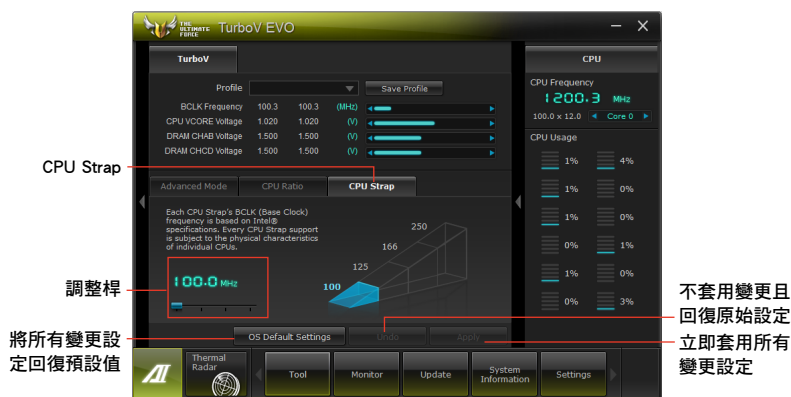 THE
ULTIMATE
FORCE
TurboV EVO
TurboV
Profile
Save Profile
BCLK Frequency 100.3 100.3 (MHz)
CPU VCORE Voltage 1.020 1.020 (V)
DRAM CHAB Voltage 1.500 1.500 (V)
DRAM CHCD Voltage 1.500 1.500 (V)
CPU Strap
Advanced Mode CPU Ratio CPU Strap
Each CPU Strap's BCLK (Base Clock)
frequency is based on Intel®
specifications. Every CPU Strap support
is subject to the physical characteristics
of individual CPUs.
250
166
125
100
調整桿
100.0 MHz
將所有變更設
定回復預設值
OS Default Settings Undo Apply
CPU
CPU Frequency
1200.3 MHz
100.0 x 12.0 Core 0
CPU Usage
1% 4%
1% 0%
1% 0%
0% 1%
1% 0%
0% 3%
不套用變更且
回復原始設定
立即套用所有
變更設定
AI
Thermal
Radar
Tool
Monitor
Update
System
Information
Settings